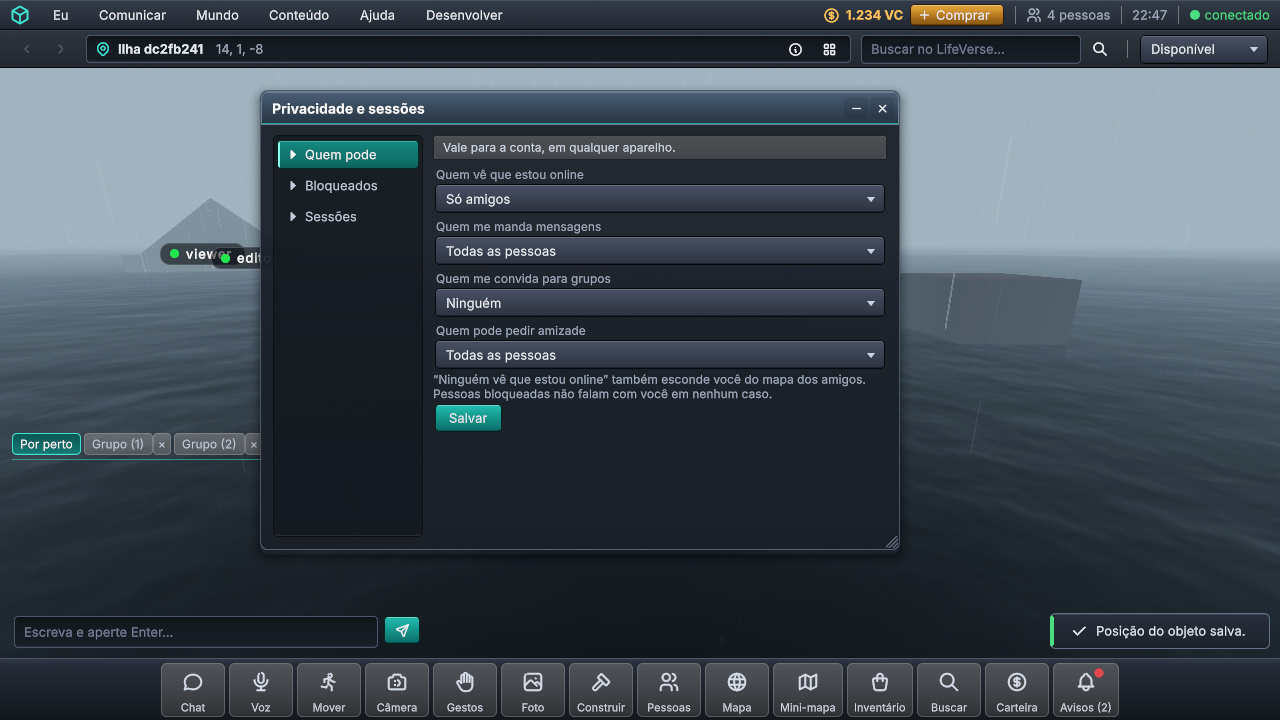 Eu
Comunicar
Mundo
Conteúdo
Ajuda
Desenvolver
1.234 VC
+ Comprar
4 pessoas
22:47
conectado
Ilha dc2fb241 14, 1, -8
Buscar no LifeVerse...
Disponível
Privacidade e sessões
Quem pode
Bloqueados
Sessões
Vale para a conta, em qualquer aparelho.
Quem vê que estou online
Só amigos
Quem me manda mensagens
Todas as pessoas
Quem me convida para grupos
Ninguém
Quem pode pedir amizade
Todas as pessoas
“Ninguém vê que estou online” também esconde você do mapa dos amigos.
Pessoas bloqueadas não falam com você em nenhum caso.
Salvar
viewer
Por perto
Grupo (1) ×
Grupo (2) ×
Escreva e aperte Enter...
Posição do objeto salva.
Chat
Voz
Mover
Câmera
Gestos
Foto
Construir
Pessoas
Mapa
Mini-mapa
Inventário
Buscar
Carteira
Avisos (2)